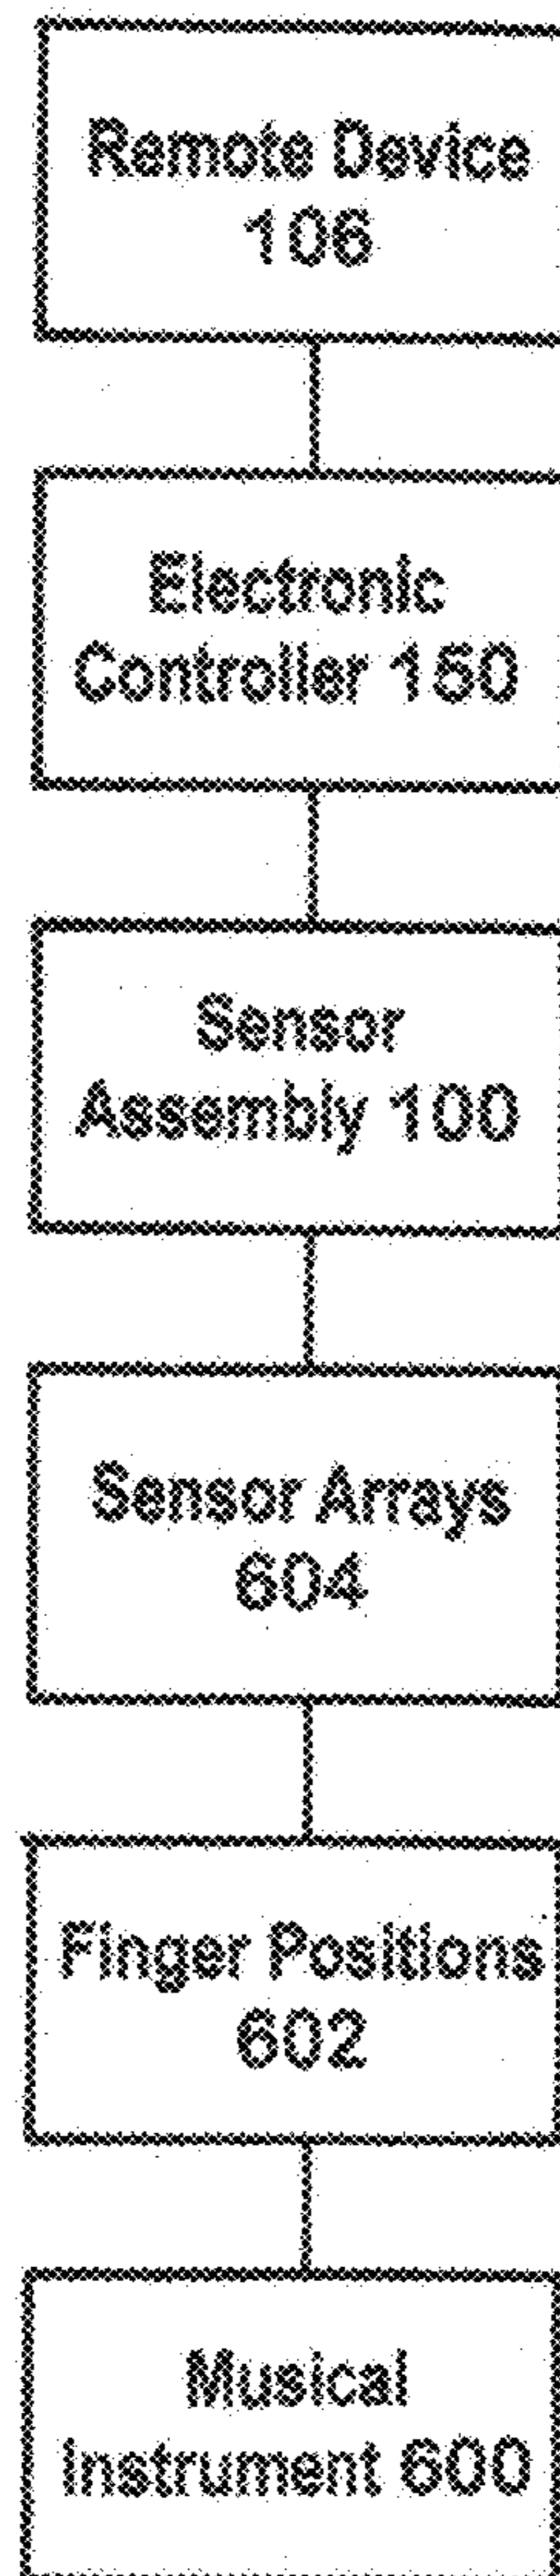 Remote Device
106
Electronic
Controller 150
Sensor
Assembly 100
Sensor Arrays
604
Finger Positions
602
Musical
Instrument 600